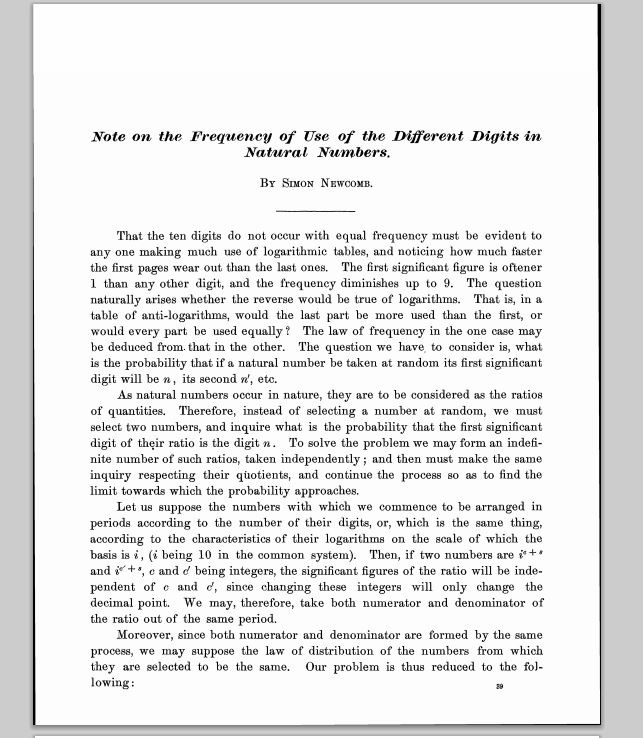 Note on the Frequency of Use of the Different Digits in
Natural Numbers.
By Simon Newcomb.
That the ten digits do not occur with equal frequency must be evident to
any one making much use of logarithmic tables, and noticing how much faster
the first pages wear out than the last ones. The first significant figure is oftener
1 than any other digit, and the frequency diminishes up to 9. The question
naturally arises whether the reverse would be true of logarithms. That is, in a
table of anti-logarithms, would the last part be more used than the first, or
would every part be used equally? The law of frequency in the one case may
be deduced from that in the other. The question we have to consider is, what
is the probability that if a natural number be taken at random its first significant
digit will be n, its second n', etc.
As natural numbers occur in nature, they are to be considered as the ratios
of quantities. Therefore, instead of selecting a number at random, we must
select two numbers, and inquire what is the probability that the first significant
digit of their ratio is the digit n. To solve the problem we may form an indefi-
nite number of such ratios, taken independently; and then must make the same
inquiry respecting their quotients, and continue the process so as to find the
limit towards which the probability approaches.
Let us suppose the numbers with which we commence to be arranged in
periods according to the number of their digits, or, which is the same thing,
according to the characteristics of their logarithms on the scale of which the
basis is i, (i being 10 in the common system). Then, if two numbers are i^{c+s}
and i^{c'+s}, c and c' being integers, the significant figures of the ratio will be inde-
pendent of c and c', since changing these integers will only change the
decimal point. We may, therefore, take both numerator and denominator of
the ratio out of the same period.
Moreover, since both numerator and denominator are formed by the same
process, we may suppose the law of distribution of the numbers from which
they are selected to be the same. Our problem is thus reduced to the fol-
lowing:
39